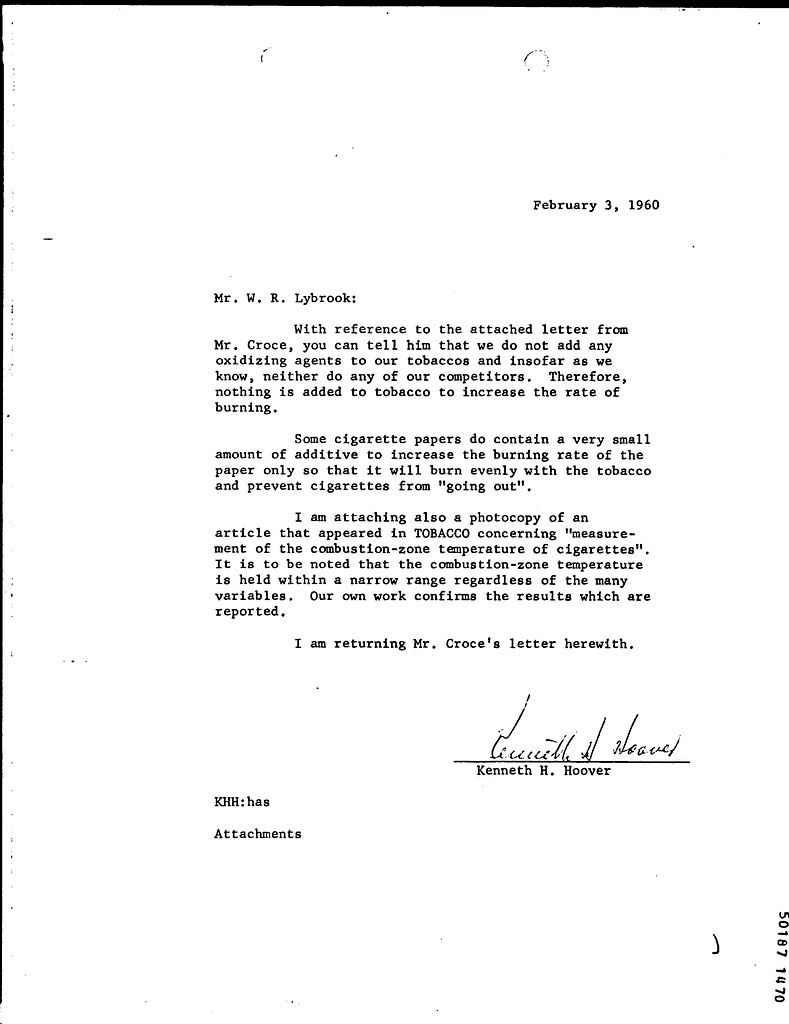 February 3, 1960
Mr. W. R. Lybrook:
With reference to the attached letter from
Mr. Croce, you can tell him that we do not add any
oxidizing agents to our tobaccos and insofar as we
know, neither do any of our competitors. Therefore,
nothing is added to tobacco to increase the rate of
burning.
Some cigarette papers do contain a very small
amount of additive to increase the burning rate of the
paper only so that it will burn evenly with the tobacco
and prevent cigarettes from "going out".
I am attaching also a photocopy of an
article that appeared in TOBACCO concerning "measure-
ment of the combustion-zone temperature of cigarettes".
It is to be noted that the combustion-zone temperature
is held within a narrow range regardless of the many
variables. Our own work confirms the results which are
reported.
I am returning Mr. Croce's letter herewith.
Kenneth H Hoover
Kenneth H. Hoover
KHH:has
Attachments
50187 1470